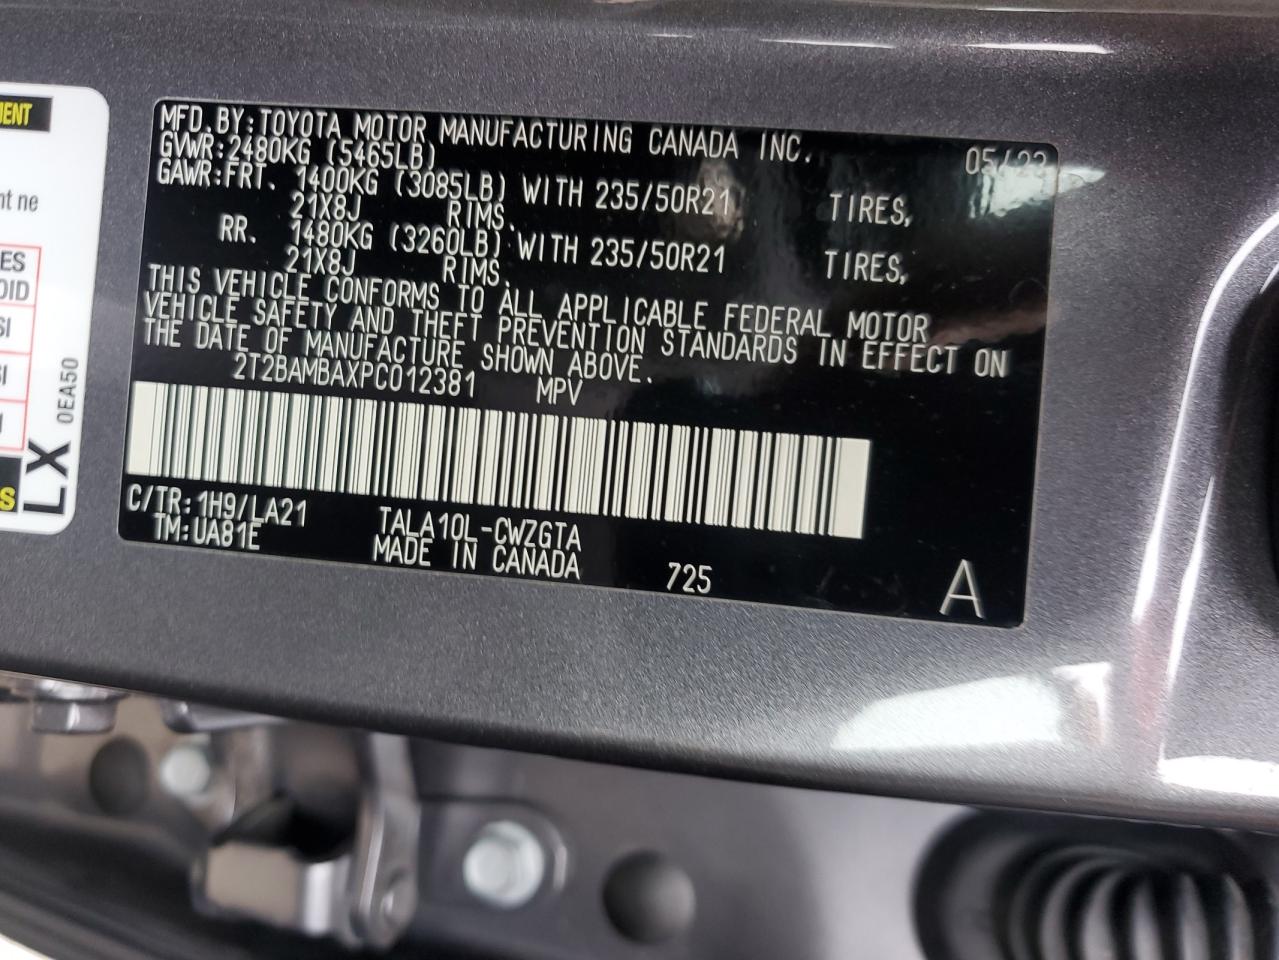 MFD.BY:TOYOTA MOTOR MANUFACTURING CANADA INC. 05/23
GVWR:2480KG (5465LB)
GAWR:FRT. 1400KG (3085LB) WITH 235/50R21 TIRES,
21X8J RIMS.
RR. 1480KG (3260LB) WITH 235/50R21 TIRES,
21X8J RIMS.
THIS VEHICLE CONFORMS TO ALL APPLICABLE FEDERAL MOTOR
VEHICLE SAFETY AND THEFT PREVENTION STANDARDS IN EFFECT ON
THE DATE OF MANUFACTURE SHOWN ABOVE.
2T2BAMBAXPC012381 MPV
C/TR:1H9/LA21 TALA10L-CWZGTA
TM:UA81E MADE IN CANADA 725
A
nt ne
LX 0EA50